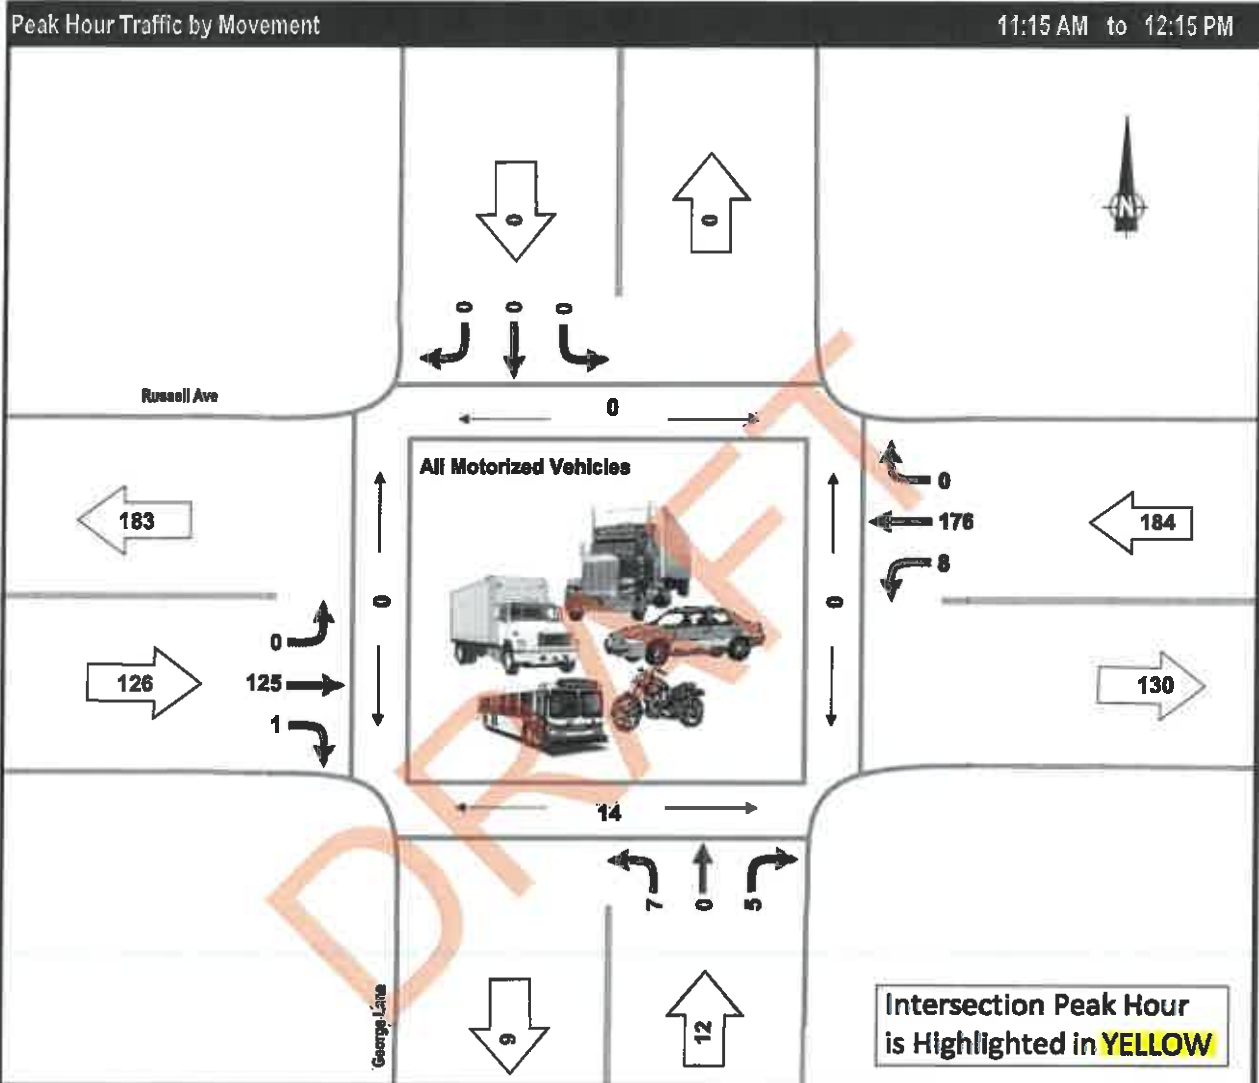 Peak Hour Traffic by Movement 11:15 AM to 12:15 PM
0 0
N
0 0 0
Russell Ave
0
All Motorized Vehicles
0
183 176 184
8
0 0
0
126 125 130
1
14
7 0 5
George Lane
9 12
Intersection Peak Hour
is Highlighted in YELLOW
DRAFT